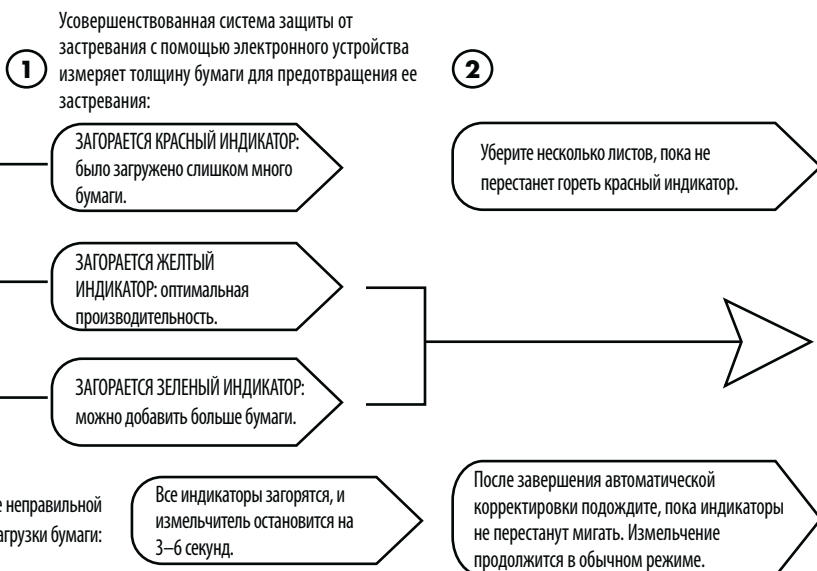 1
Усовершенствованная система защиты от
застревания с помощью электронного устройства
измеряет толщину бумаги для предотвращения ее
застревания:
2
ЗАГОРАЕТСЯ КРАСНЫЙ ИНДИКАТОР:
было загружено слишком много
бумаги.
Уберите несколько листов, пока не
перестанет гореть красный индикатор.
ЗАГОРАЕТСЯ ЖЕЛТЫЙ
ИНДИКАТОР: оптимальная
производительность.
ЗАГОРАЕТСЯ ЗЕЛЕНЫЙ ИНДИКАТОР:
можно добавить больше бумаги.
неправильной
агрузки бумаги:
Все индикаторы загорятся, и
измельчитель остановится на
3–6 секунд.
После завершения автоматической
корректировки подождите, пока индикаторы
не перестанут мигать. Измельчение
продолжится в обычном режиме.